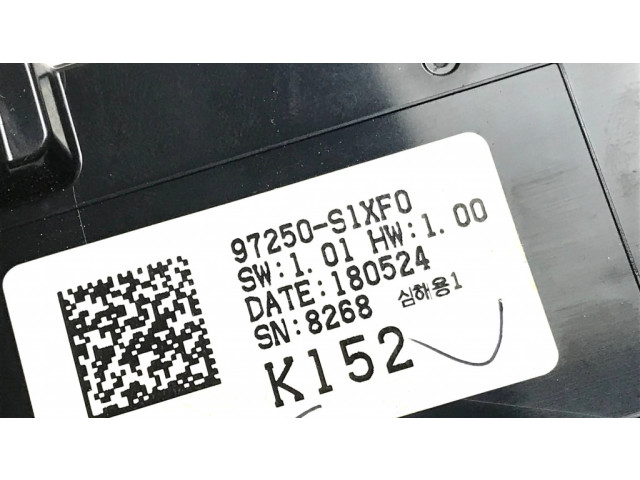 97250-S1XF0
SW:1.01 HW:1.00
DATE:180524
SN:8268 심하용1
K152